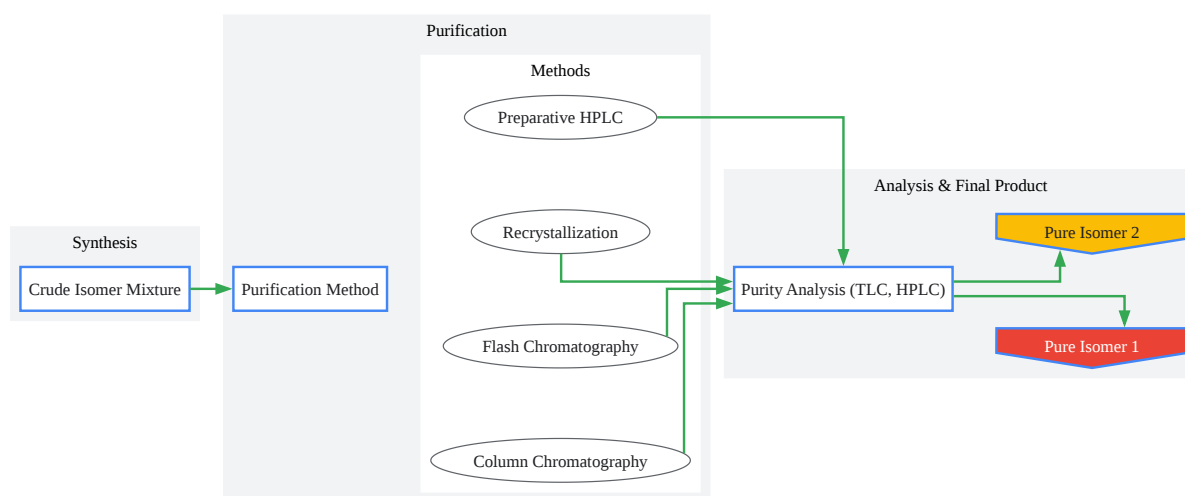 Purification
Methods
Preparative HPLC
Analysis & Final Product
Recrystallization
Pure Isomer 2
Synthesis
Crude Isomer Mixture
Purification Method
Purity Analysis (TLC, HPLC)
Flash Chromatography
Pure Isomer 1
Column Chromatography